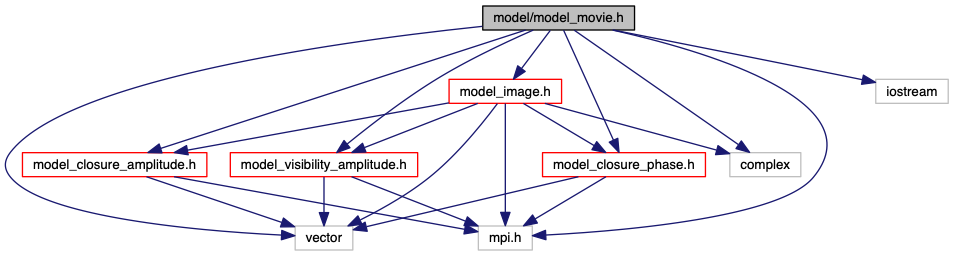 model/model_movie.h
model_image.h
iostream
model_closure_amplitude.h
model_visibility_amplitude.h
model_closure_phase.h
complex
vector
mpi.h